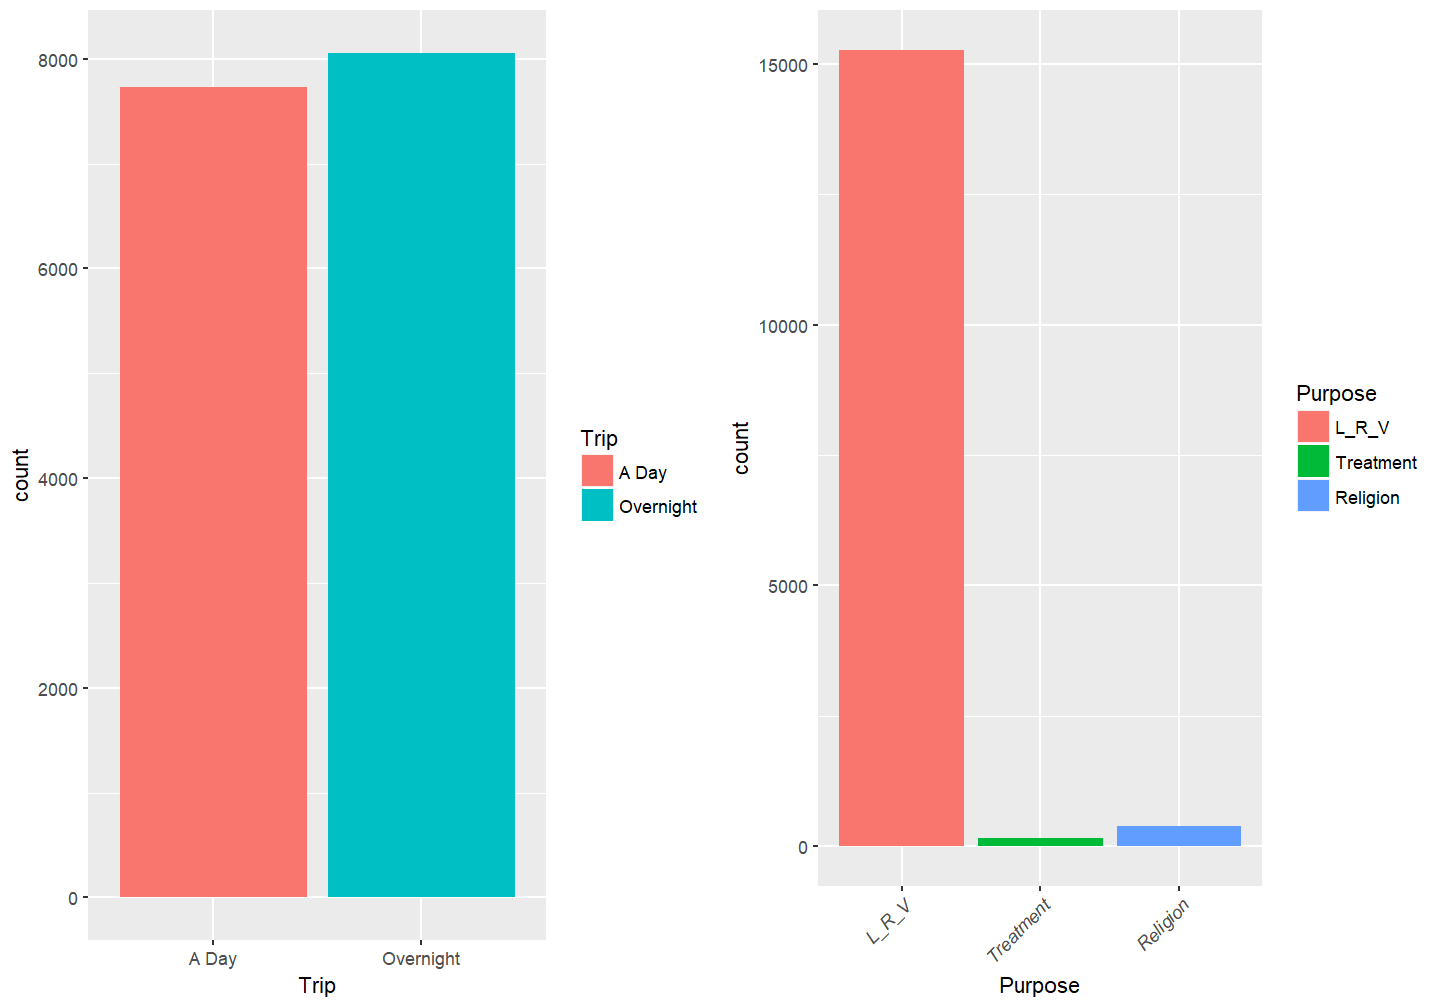 8000
6000
4000
2000
0
count
A Day
Overnight
Trip
Trip
A Day
Overnight
15000
10000
5000
0
count
L_R_V
Treatment
Religion
Purpose
Purpose
L_R_V
Treatment
Religion